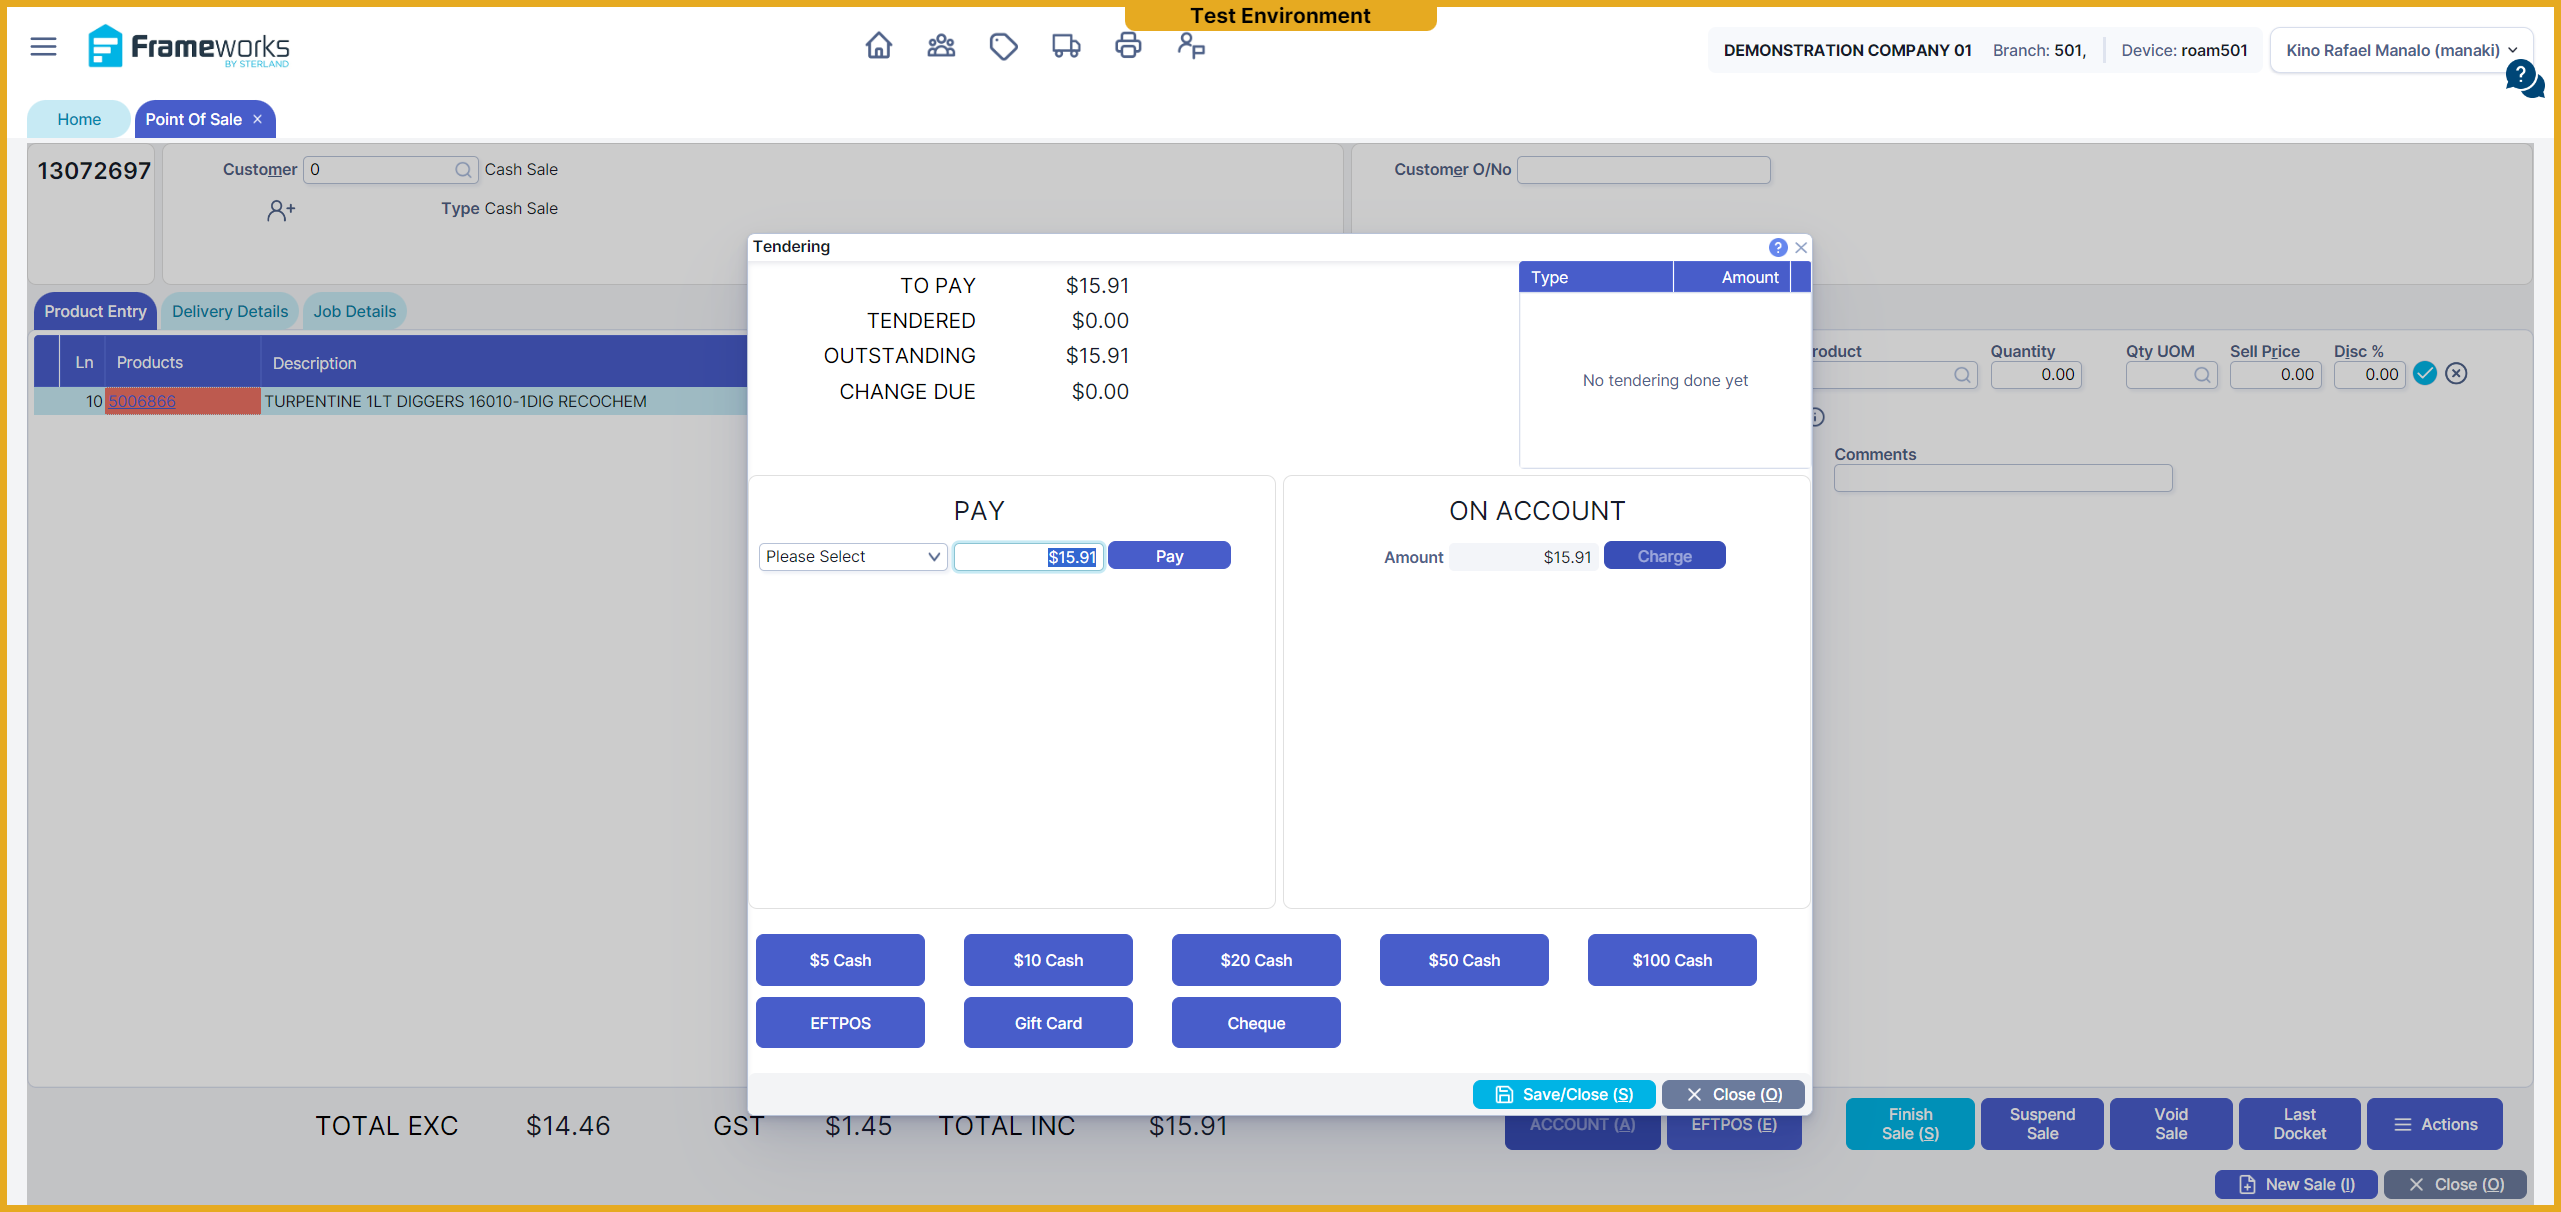 Test Environment
Frameworks
BY STERLAND
DEMONSTRATION COMPANY 01 Branch: 501, Device: roam501
Kino Rafael Manalo (manaki)
Home
Point Of Sale
13072697
Customer 0 Cash Sale
Type Cash Sale
Customer O/No
Product Entry Delivery Details Job Details
Ln Products Description
10 5006866 TURPENTINE 1LT DIGGERS 16010-1DIG RECOCHEM
roduct Quantity Qty UOM Sell Price Disc %
0.00 0.00 0.00
Comments
Tendering
TO PAY $15.91
TENDERED $0.00
OUTSTANDING $15.91
CHANGE DUE $0.00
Type Amount
No tendering done yet
PAY
Please Select $15.91 Pay
ON ACCOUNT
Amount $15.91 Charge
$5 Cash $10 Cash $20 Cash $50 Cash $100 Cash
EFTPOS Gift Card Cheque
Save/Close (S) Close (O)
TOTAL EXC $14.46 GST $1.45 TOTAL INC $15.91
ACCOUNT (A) EFTPOS (E)
Finish Sale (S)
Suspend Sale
Void Sale
Last Docket
Actions
New Sale (I) Close (O)